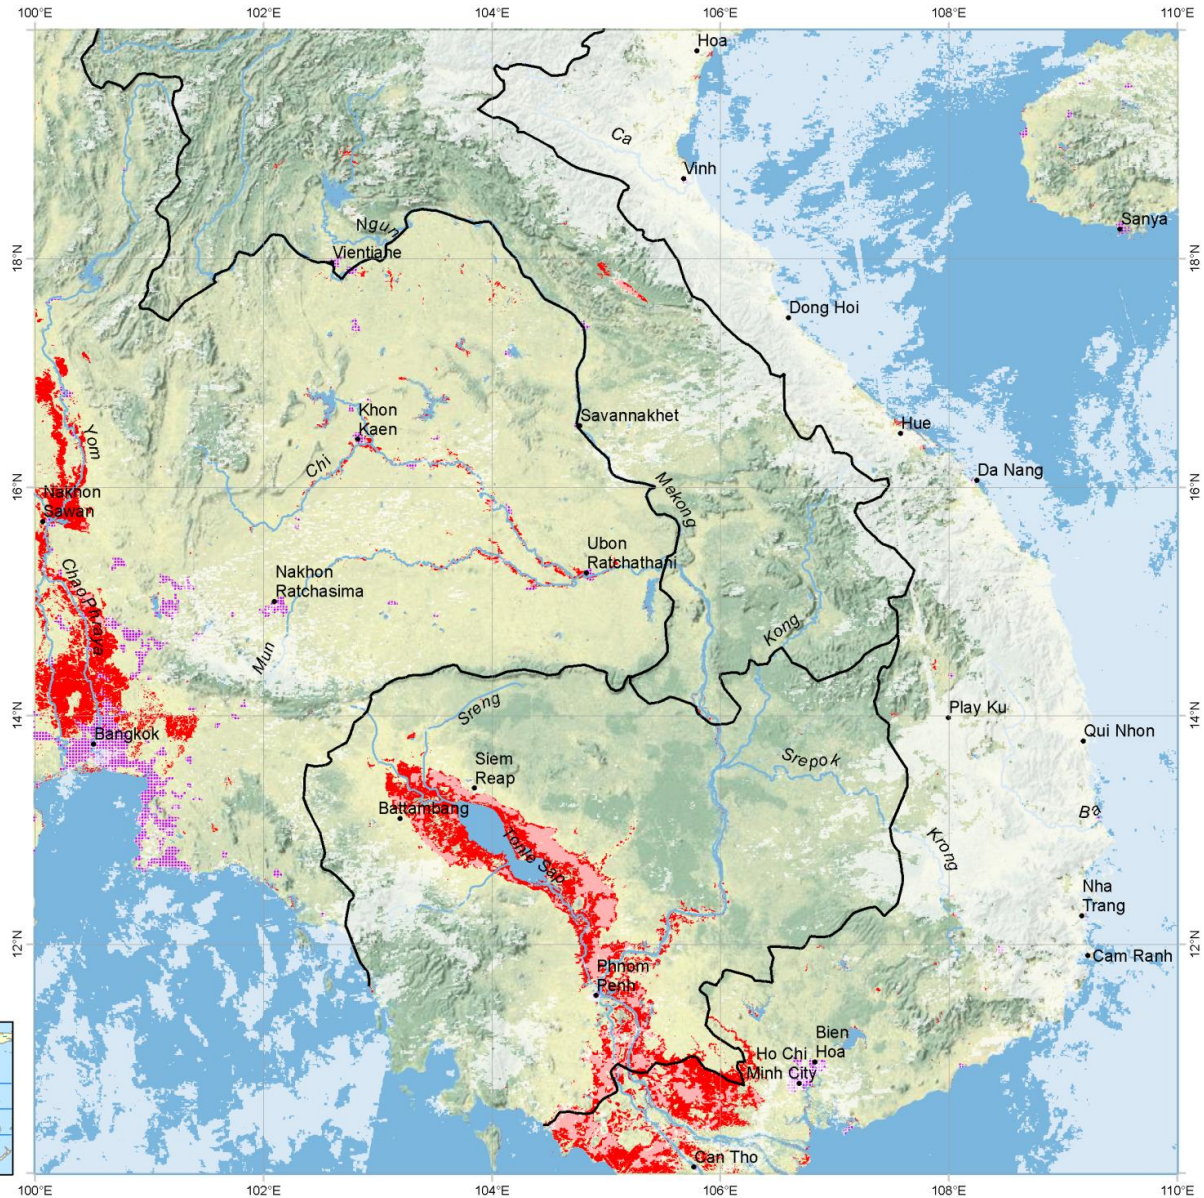 100°E
102°E
104°E
106°E
108°E
110°E
Hoa
Ca
Vinh
Sanya
Ngun
Vientiane
18°N
18°N
Dong Hoi
Khon
Kaen
Savannakhet
Hue
Yom
Chi
Da Nang
16°N
16°N
Mekong
Nakhon
Sawan
Ubon
Ratchathani
Chao Phraya
Nakhon
Ratchasima
Kong
Mun
Sreng
14°N
14°N
Play Ku
Bangkok
Qui Nhon
Siem
Reap
Srepok
Battambang
Ba
Tonle Sap
Krong
Nha
Trang
12°N
12°N
Cam Ranh
Phnom
Penh
Bien
Hoa
Ho Chi
Minh City
Can Tho
100°E
102°E
104°E
106°E
108°E
110°E